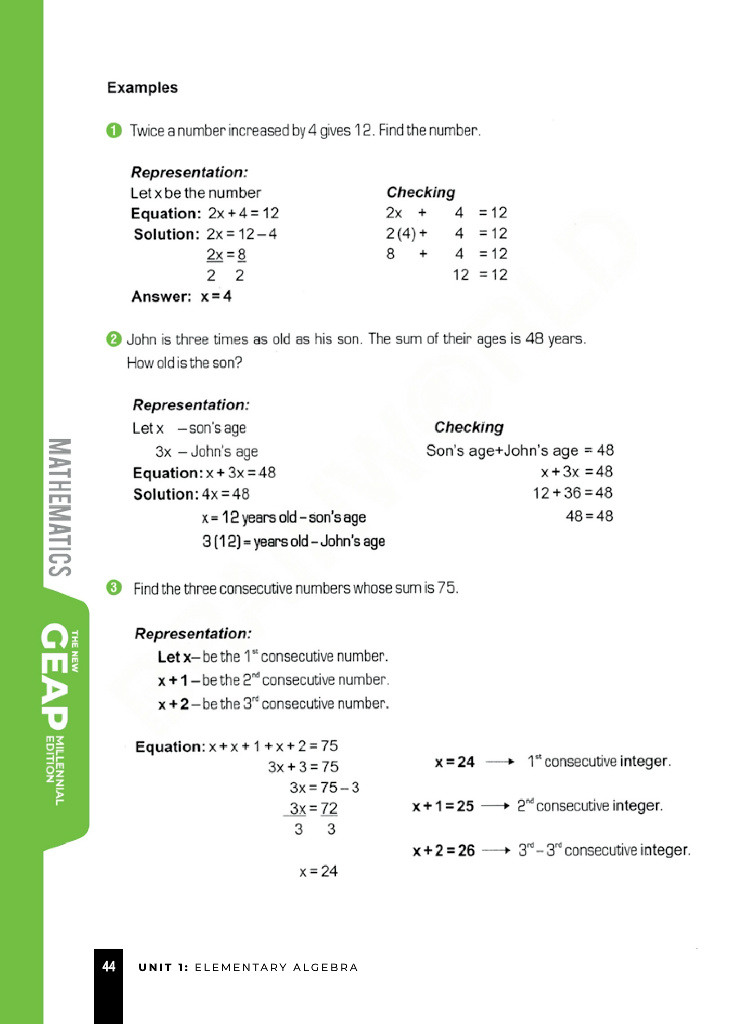 Examples
1 Twice a number increased by 4 gives 12. Find the number.
Representation:
Let x be the number
Equation: 2x + 4 = 12
Solution: 2x = 12 – 4
2x = 8
2 2
Answer: x = 4
Checking
2x + 4 = 12
2(4) + 4 = 12
8 + 4 = 12
12 = 12
2 John is three times as old as his son. The sum of their ages is 48 years.
How old is the son?
Representation:
Let x – son's age
3x – John's age
Equation: x + 3x = 48
Solution: 4x = 48
x = 12 years old – son's age
3 (12) = years old – John's age
Checking
Son's age+John's age = 48
x + 3x = 48
12 + 36 = 48
48 = 48
3 Find the three consecutive numbers whose sum is 75.
Representation:
Let x– be the 1st consecutive number.
x + 1 – be the 2nd consecutive number.
x + 2 – be the 3rd consecutive number.
Equation: x + x + 1 + x + 2 = 75
3x + 3 = 75
3x = 75 – 3
3x = 72
3 3
x = 24
x = 24 → 1st consecutive integer.
x + 1 = 25 → 2nd consecutive integer.
x + 2 = 26 → 3rd – 3rd consecutive integer.
MATHEMATICS
THE NEW
GEAP
MILLENNIAL
EDITION
44 UNIT 1: ELEMENTARY ALGEBRA